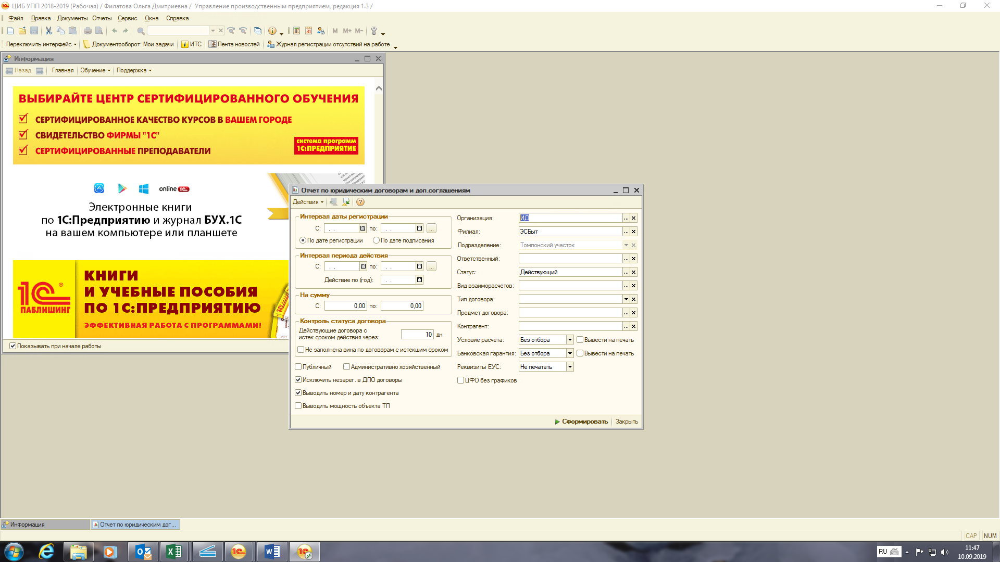 ЦИБ УПП 2018-2019 (Рабочая) / Филатова Ольга Дмитриевна / Управление производственным предприятием, редакция 1.3 /
Файл Правка Документы Отчеты Сервис Окна Справка
M M+ M-
Переключить интерфейс Документооборот: Мои задачи ИТС Лента новостей Журнал регистрации отсутствий на работе
Информация
Назад Главная Обучение Поддержка
ВЫБИРАЙТЕ ЦЕНТР СЕРТИФИЦИРОВАННОГО ОБУЧЕНИЯ
СЕРТИФИЦИРОВАННОЕ КАЧЕСТВО КУРСОВ В ВАШЕМ ГОРОДЕ
СВИДЕТЕЛЬСТВО ФИРМЫ "1С"
СЕРТИФИЦИРОВАННЫЕ ПРЕПОДАВАТЕЛИ
система программ
1С:ПРЕДПРИЯТИЕ
online 1С
Электронные книги
по 1С:Предприятию и журнал БУХ.1С
на вашем компьютере или планшете
1С ®
ПАБЛИШИНГ
КНИГИ
И УЧЕБНЫЕ ПОСОБИЯ
ПО 1С:ПРЕДПРИЯТИЮ
ЭФФЕКТИВНАЯ РАБОТА С ПРОГРАММАМИ!
Показывать при начале работы
Отчет по юридическим договорам и доп.соглашениям
Действия
Интервал даты регистрации
С: . . по: . . ...
По дате регистрации По дате подписания
Интервал периода действия
С: . . по: . . ...
Действие по (год): . .
На сумму
С: 0,00 по: 0,00
Контроль статуса договора
Действующие договора с
истек.сроком действия через: 10 дн
Не заполнена вина по договорам с истекшим сроком
Публичный Административно хозяйственный
Исключить незарег. в ДПО договоры
Выводить номер и дату контрагента
Выводить мощность объекта ТП
Организация: ИД
Филиал: ЭСБыт
Подразделение: Томпонский участок
Ответственный:
Статус: Действующий
Вид взаиморасчетов:
Тип договора:
Предмет договора:
Контрагент:
Условие расчета: Без отбора Вывести на печать
Банковская гарантия: Без отбора Вывести на печать
Реквизиты ЕУС: Не печатать
ЦФО без графиков
Сформировать Закрыть
Информация Отчет по юридическим дог...
CAP NUM
RU 11:47
10.09.2019